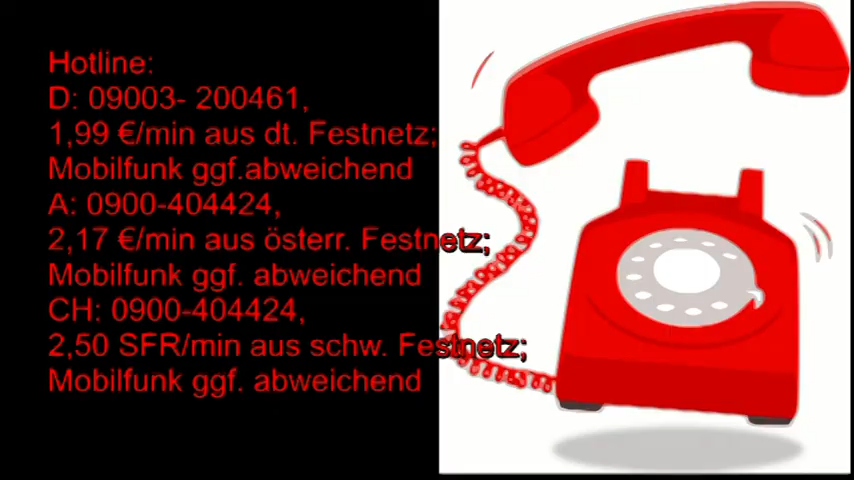 Hotline:
D: 09003- 200461,
1,99 €/min aus dt. Festnetz;
Mobilfunk ggf.abweichend
A: 0900-404424,
2,17 €/min aus österr. Festnetz;
Mobilfunk ggf. abweichend
CH: 0900-404424,
2,50 SFR/min aus schw. Festnetz;
Mobilfunk ggf. abweichend